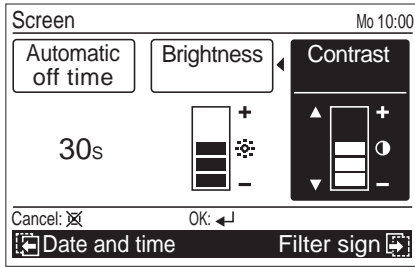 Screen Mo 10:00
Automatic off time Brightness Contrast
30s
+ +
− −
Cancel: OK:
Date and time Filter sign